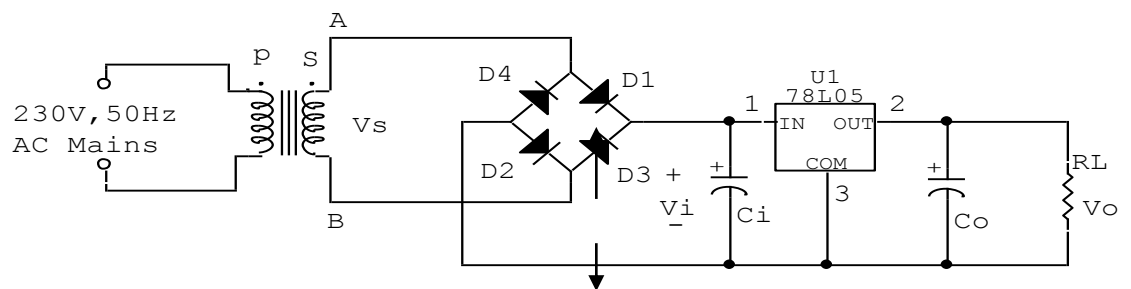 A
p
S
D4
D1
U1
78L05
230V,50Hz
AC Mains
Vs
1
2
IN
OUT
COM
D2
D3
+
Vi
-
+
Ci
3
+
Co
RL
Vo
B